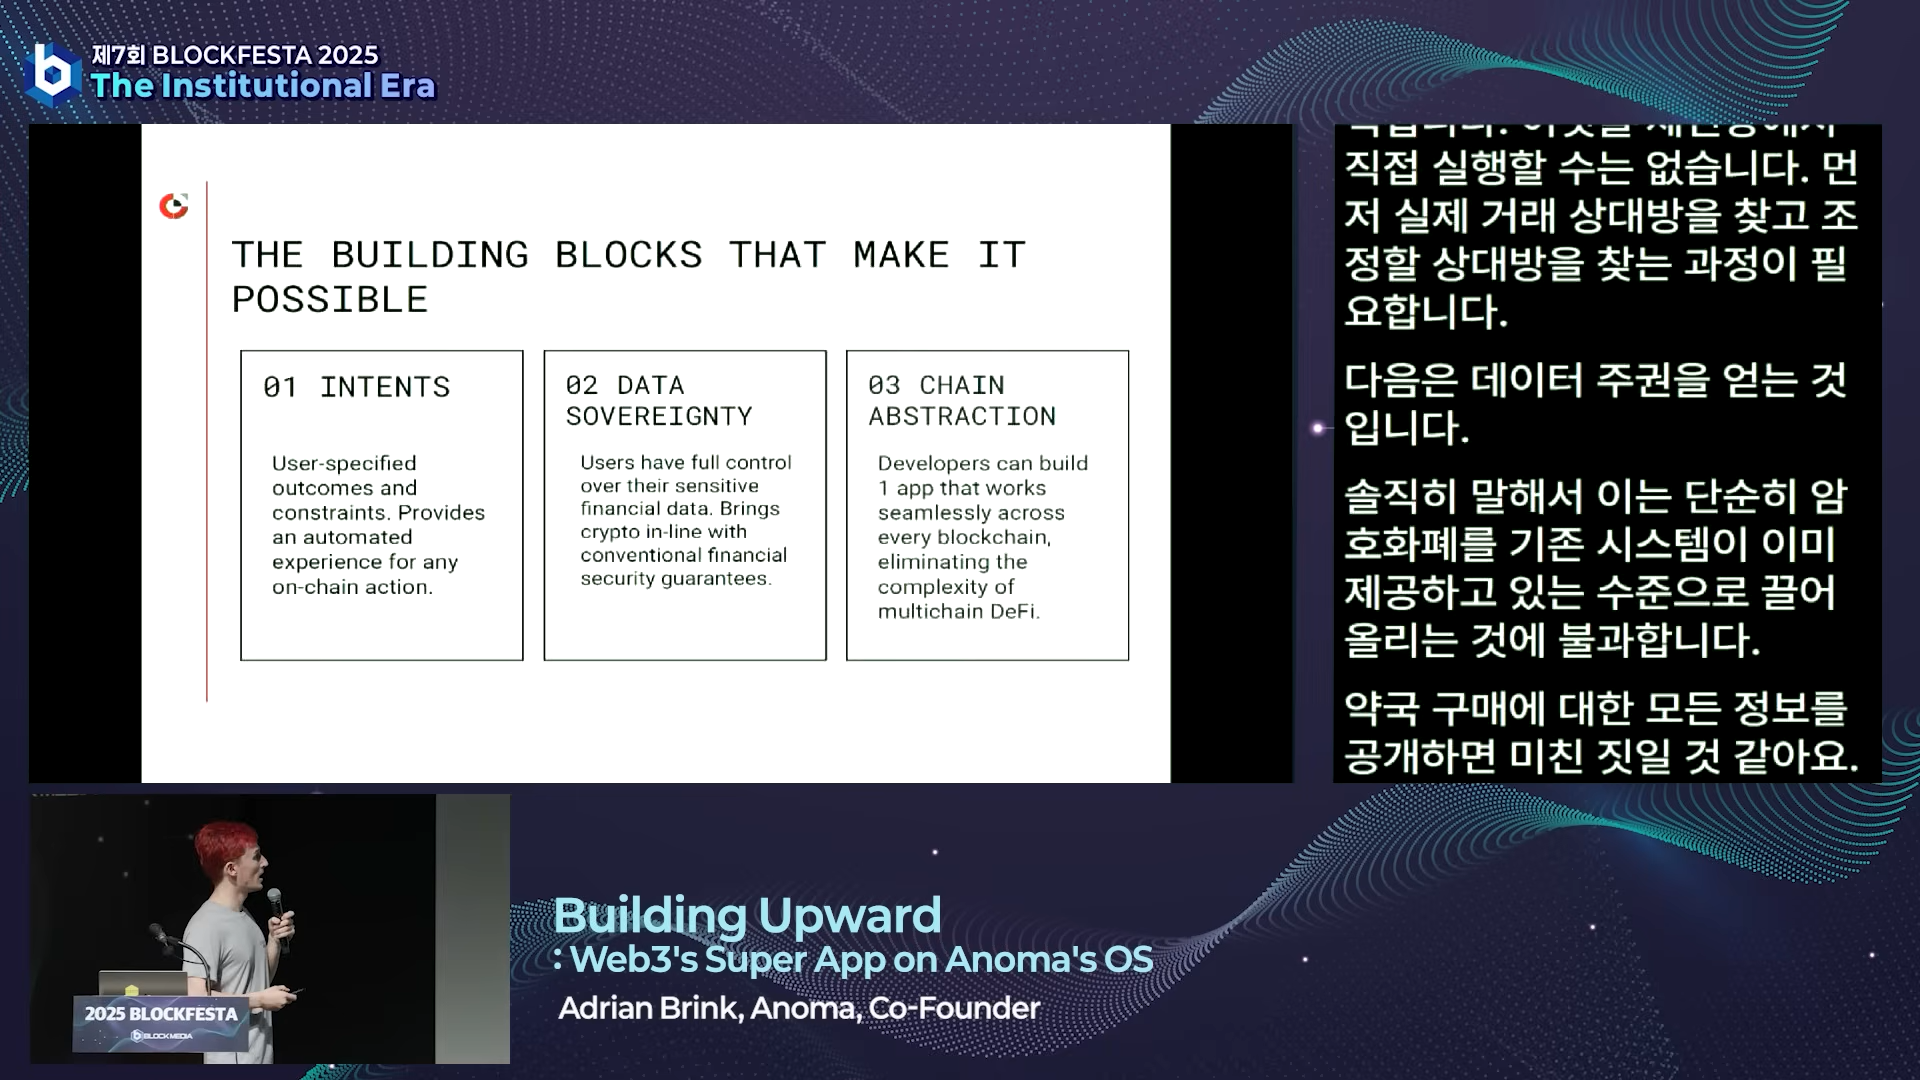 제7회 BLOCKFESTA 2025
The Institutional Era
THE BUILDING BLOCKS THAT MAKE IT
POSSIBLE
01 INTENTS
User-specified
outcomes and
constraints. Provides
an automated
experience for any
on-chain action.
02 DATA
SOVEREIGNTY
Users have full control
over their sensitive
financial data. Brings
crypto in-line with
conventional financial
security guarantees.
03 CHAIN
ABSTRACTION
Developers can build
1 app that works
seamlessly across
every blockchain,
eliminating the
complexity of
multichain DeFi.
직접 실행할 수는 없습니다. 먼
저 실제 거래 상대방을 찾고 조
정할 상대방을 찾는 과정이 필
요합니다.
다음은 데이터 주권을 얻는 것
입니다.
솔직히 말해서 이는 단순히 암
호화폐를 기존 시스템이 이미
제공하고 있는 수준으로 끌어
올리는 것에 불과합니다.
약국 구매에 대한 모든 정보를
공개하면 미친 짓일 것 같아요.
2025 BLOCKFESTA
BLOCKMEDIA
Building Upward
: Web3's Super App on Anoma's OS
Adrian Brink, Anoma, Co-Founder